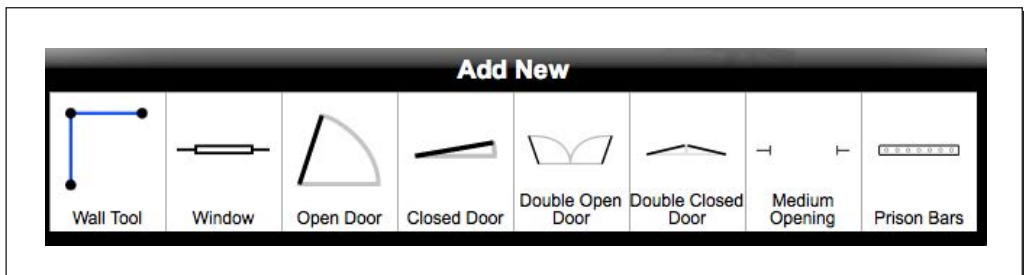 Add New
Wall Tool
Window
Open Door
Closed Door
Double Open
Door
Double Closed
Door
Medium
Opening
Prison Bars